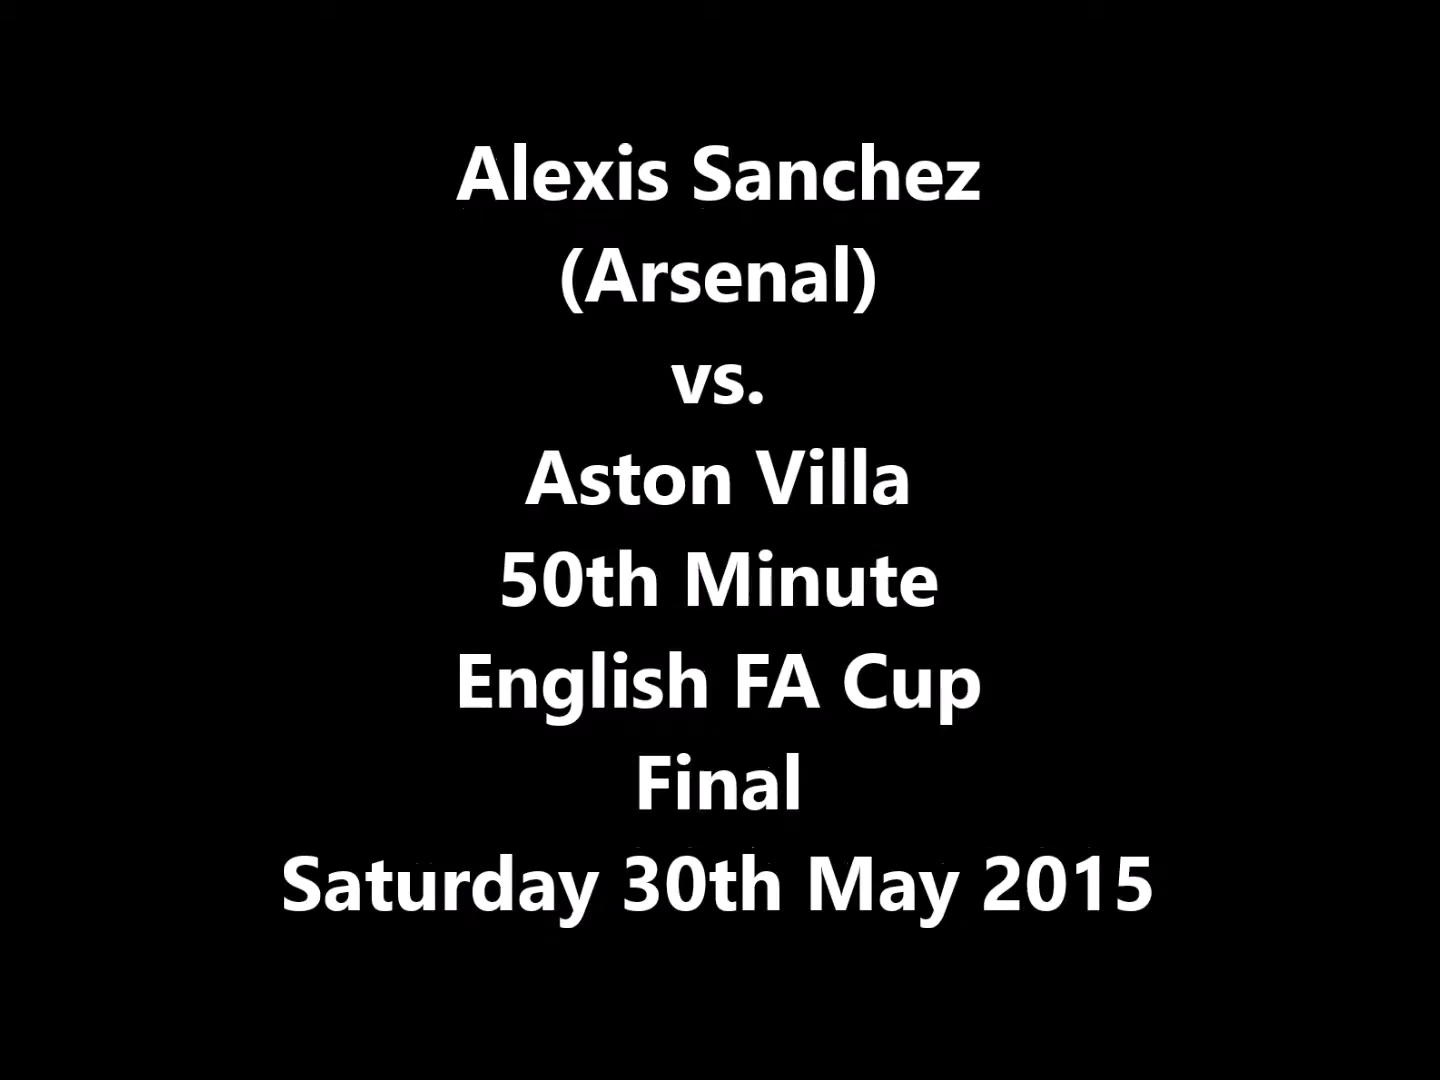 Alexis Sanchez
(Arsenal)
vs.
Aston Villa
50th Minute
English FA Cup
Final
Saturday 30th May 2015